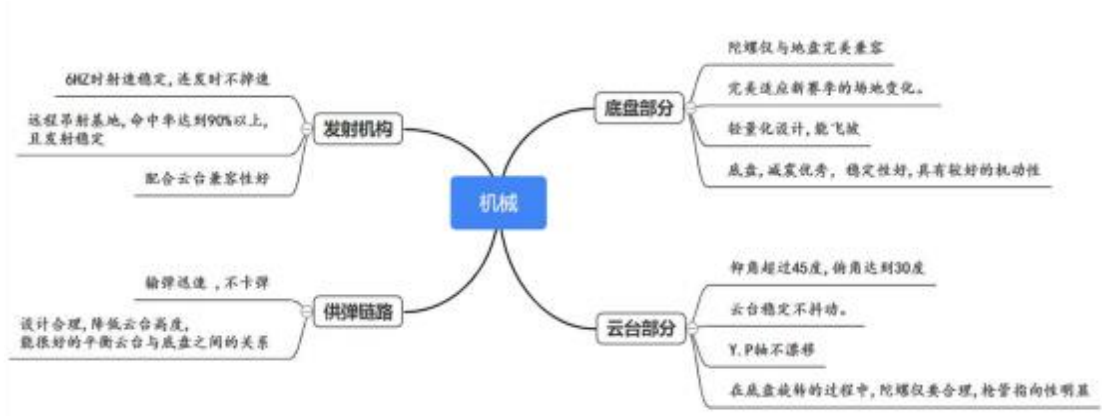 机械
发射机构
6HZ时射速稳定,连发时不掉速
远程吊射基地,命中率达到90%以上,
且发射稳定
配合云台兼容性好
供弹链路
输弹迅速 ,不卡弹
设计合理,降低云台高度,
能很好的平衡云台与底盘之间的关系
底盘部分
陀螺仪与地盘完美兼容
完美适应新赛季的场地变化。
轻量化设计,能飞坡
底盘,减震优秀, 稳定性好,具有较好的机动性
云台部分
仰角超过45度,俯角达到30度
云台稳定不抖动。
Y.P轴不漂移
在底盘旋转的过程中,陀螺仪要合理,枪管指向性明显